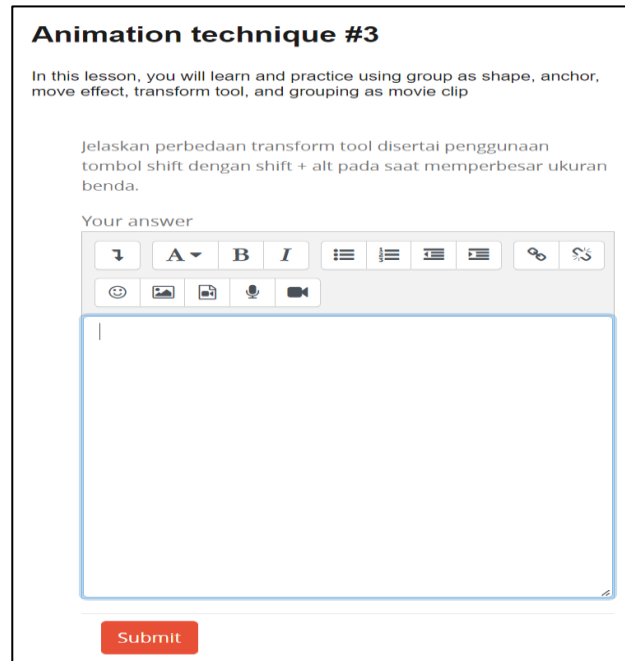 Animation technique #3
In this lesson, you will learn and practice using group as shape, anchor,
move effect, transform tool, and grouping as movie clip
Jelaskan perbedaan transform tool disertai penggunaan
tombol shift dengan shift + alt pada saat memperbesar ukuran
benda.
Your answer
A B I
Submit